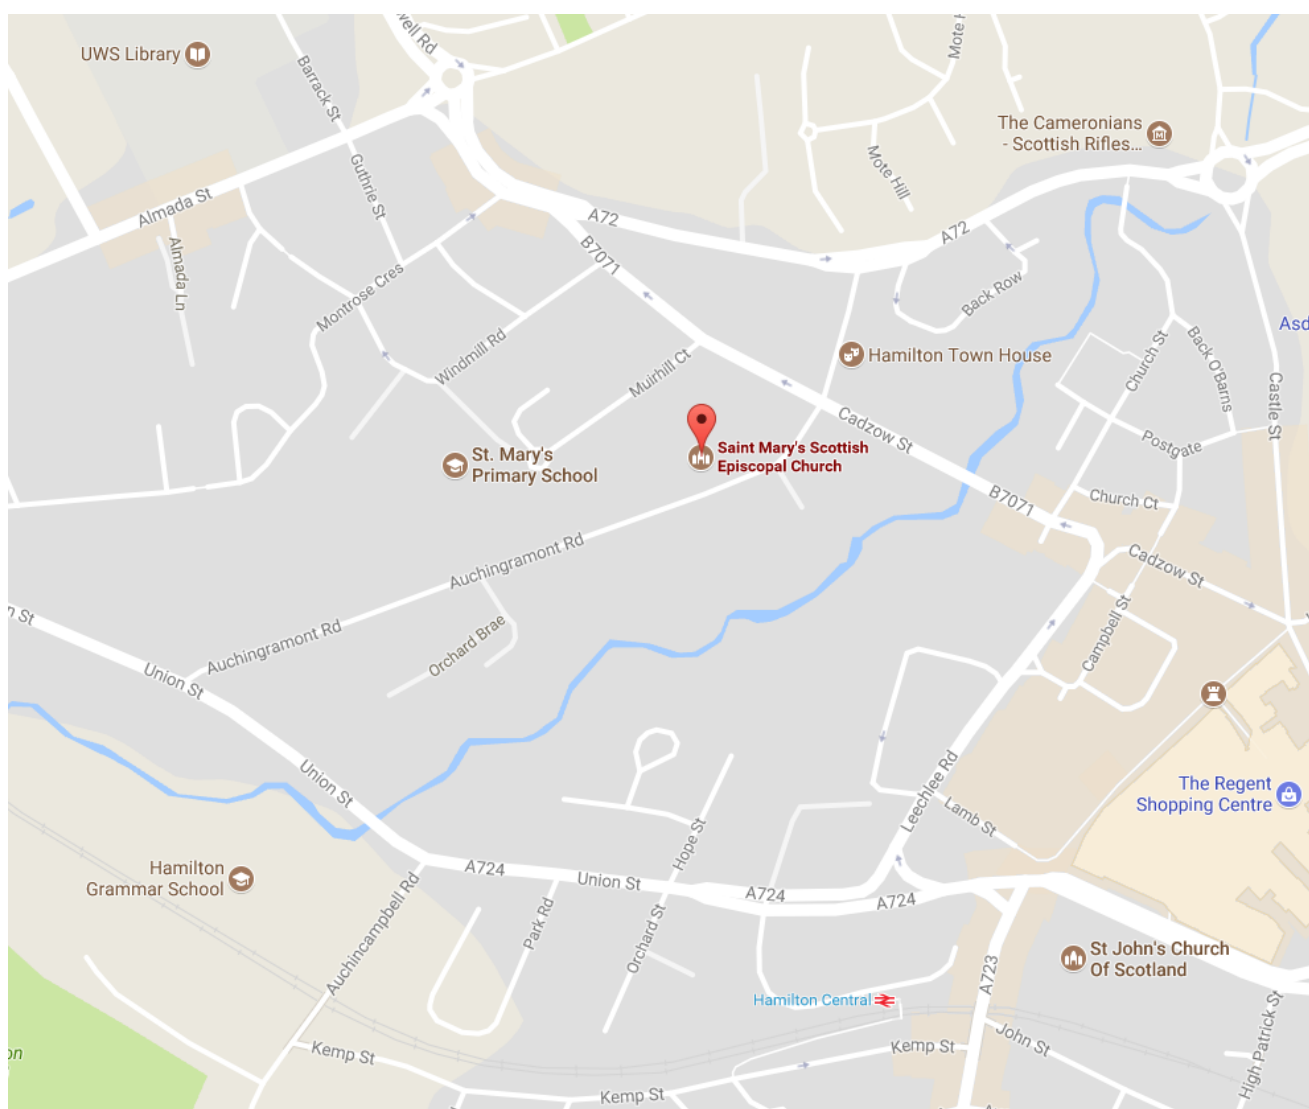 well Rd
Mote H
UWS Library
Barrack St
The Cameronians
- Scottish Rifles...
Guthrie St
Mote Hill
Almada St
A72
A72
Almada Ln
B7071
Montrose Cres
Back Row
Asd
Windmill Rd
Muirhill Ct
Hamilton Town House
Church St
Back O'Barns
Castle St
Cadzow St
Saint Mary's Scottish
Episcopal Church
St. Mary's
Primary School
Postgate
B7071
Church Ct
Auchingramont Rd
Cadzow St
n St
Auchingramont Rd
Orchard Brae
Campbell St
Union St
Union St
Leechlee Rd
The Regent
Shopping Centre
Lamb St
Hope St
Hamilton
Grammar School
A724
Union St
A724
A724
Auchincampbell Rd
Park Rd
Orchard St
St John's Church
Of Scotland
A723
Hamilton Central
High Patrick St
on
Kemp St
Kemp St
John St
Kemp St